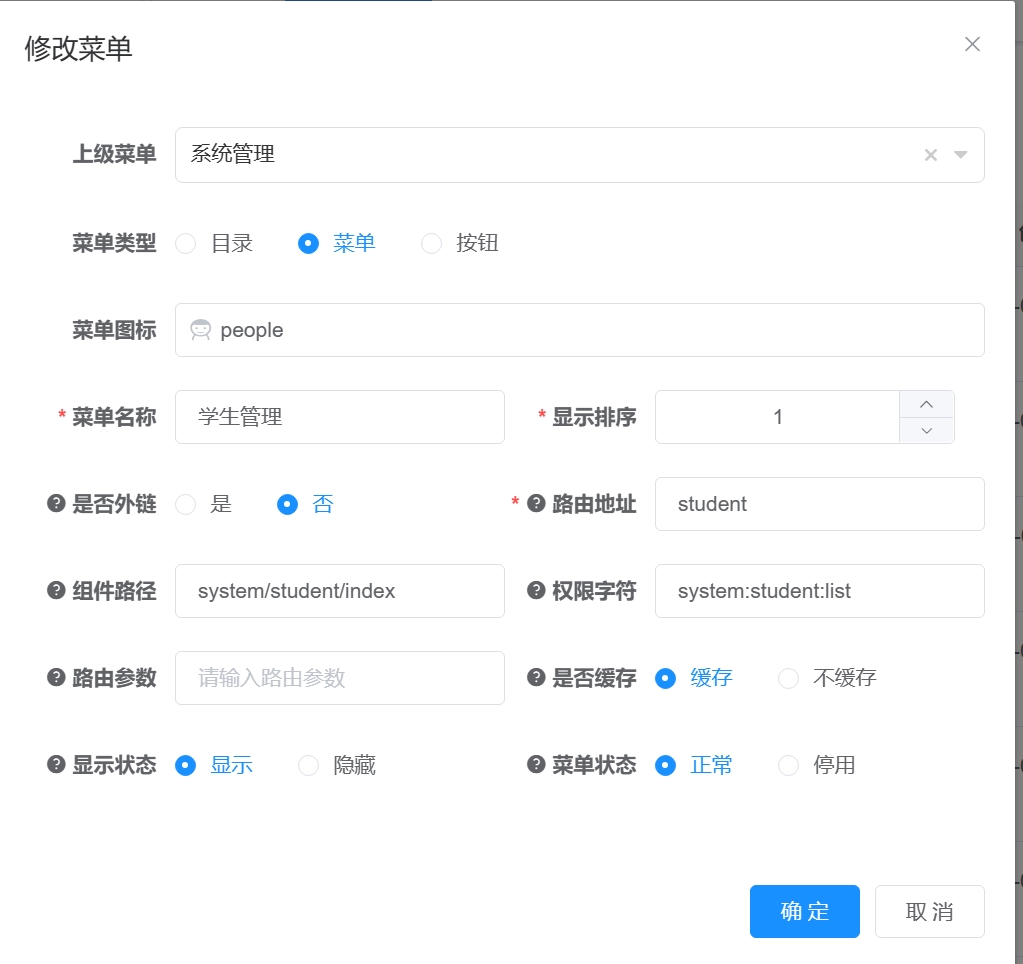 修改菜单
上级菜单 系统管理
菜单类型 目录 菜单 按钮
菜单图标 people
* 菜单名称 学生管理 * 显示排序 1
是否外链 是 否 * 路由地址 student
组件路径 system/student/index 权限字符 system:student:list
路由参数 请输入路由参数 是否缓存 缓存 不缓存
显示状态 显示 隐藏 菜单状态 正常 停用
确 定 取 消